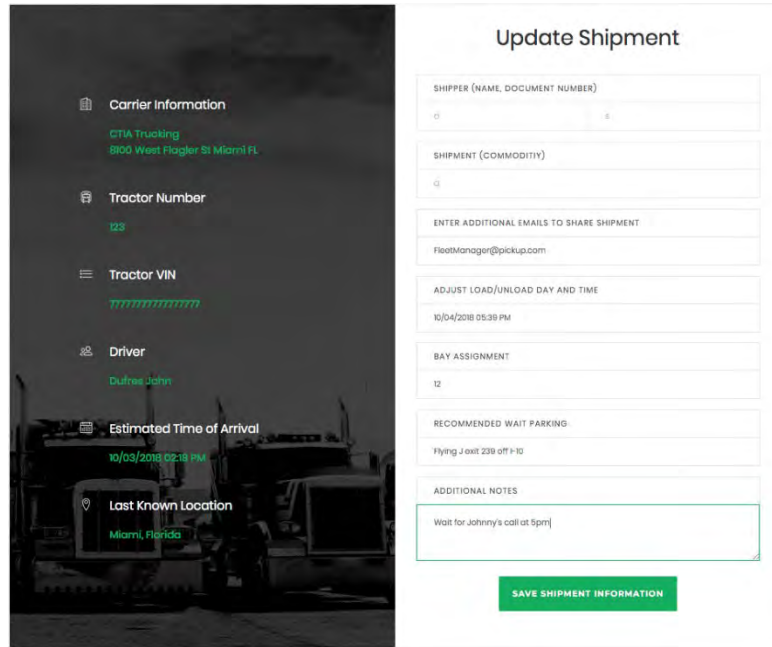 Carrier Information
CTIA Trucking
8100 West Flagler St Miami FL
Tractor Number
123
Tractor VIN
Driver
Dufres John
Estimated Time of Arrival
10/03/2018 02:18 PM
Last Known Location
Miami, Florida
Update Shipment
SHIPPER (NAME, DOCUMENT NUMBER)
SHIPMENT (COMMODITIY)
ENTER ADDITIONAL EMAILS TO SHARE SHIPMENT
FleetManager@pickup.com
ADJUST LOAD/UNLOAD DAY AND TIME
10/04/2018 05:39 PM
BAY ASSIGNMENT
12
RECOMMENDED WAIT PARKING
Flying J exit 239 off I-10
ADDITIONAL NOTES
Wait for Johnny's call at 5pm
SAVE SHIPMENT INFORMATION